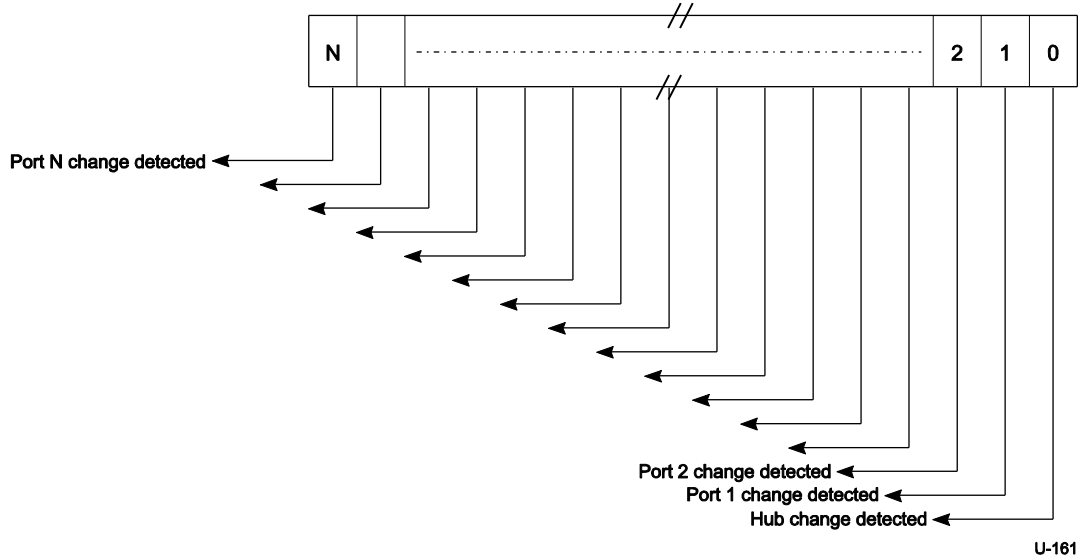 N 2 1 0
Port N change detected
Port 2 change detected
Port 1 change detected
Hub change detected
U-161